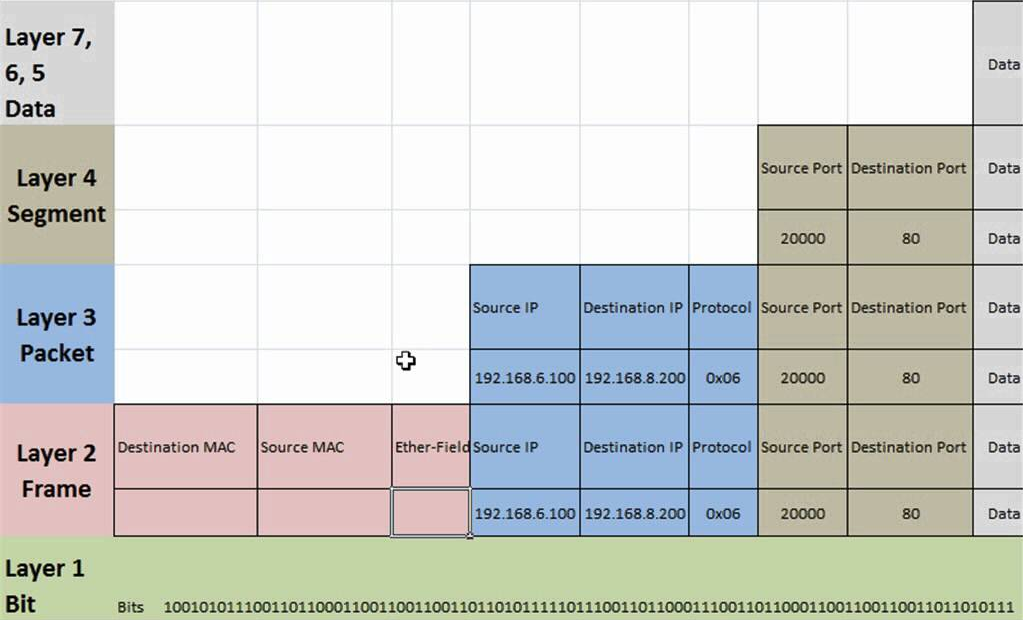 Layer 7,
6, 5
Data
Data
Layer 4
Segment
Source Port Destination Port Data
20000 80 Data
Layer 3
Packet
Source IP Destination IP Protocol Source Port Destination Port Data
192.168.6.100 192.168.8.200 0x06 20000 80 Data
Layer 2
Frame
Destination MAC Source MAC Ether-Field Source IP Destination IP Protocol Source Port Destination Port Data
192.168.6.100 192.168.8.200 0x06 20000 80 Data
Layer 1
Bit
Bits